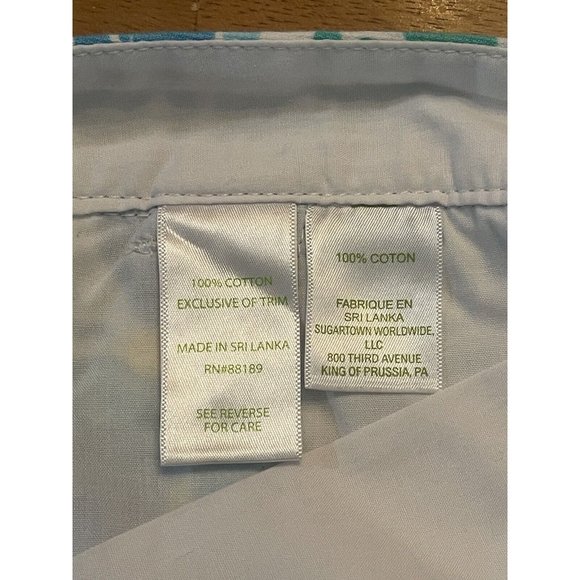 100% COTTON
EXCLUSIVE OF TRIM
MADE IN SRI LANKA
RN#88189
SEE REVERSE
FOR CARE
100% COTON
FABRIQUE EN
SRI LANKA
SUGARTOWN WORLDWIDE,
LLC
800 THIRD AVENUE
KING OF PRUSSIA, PA